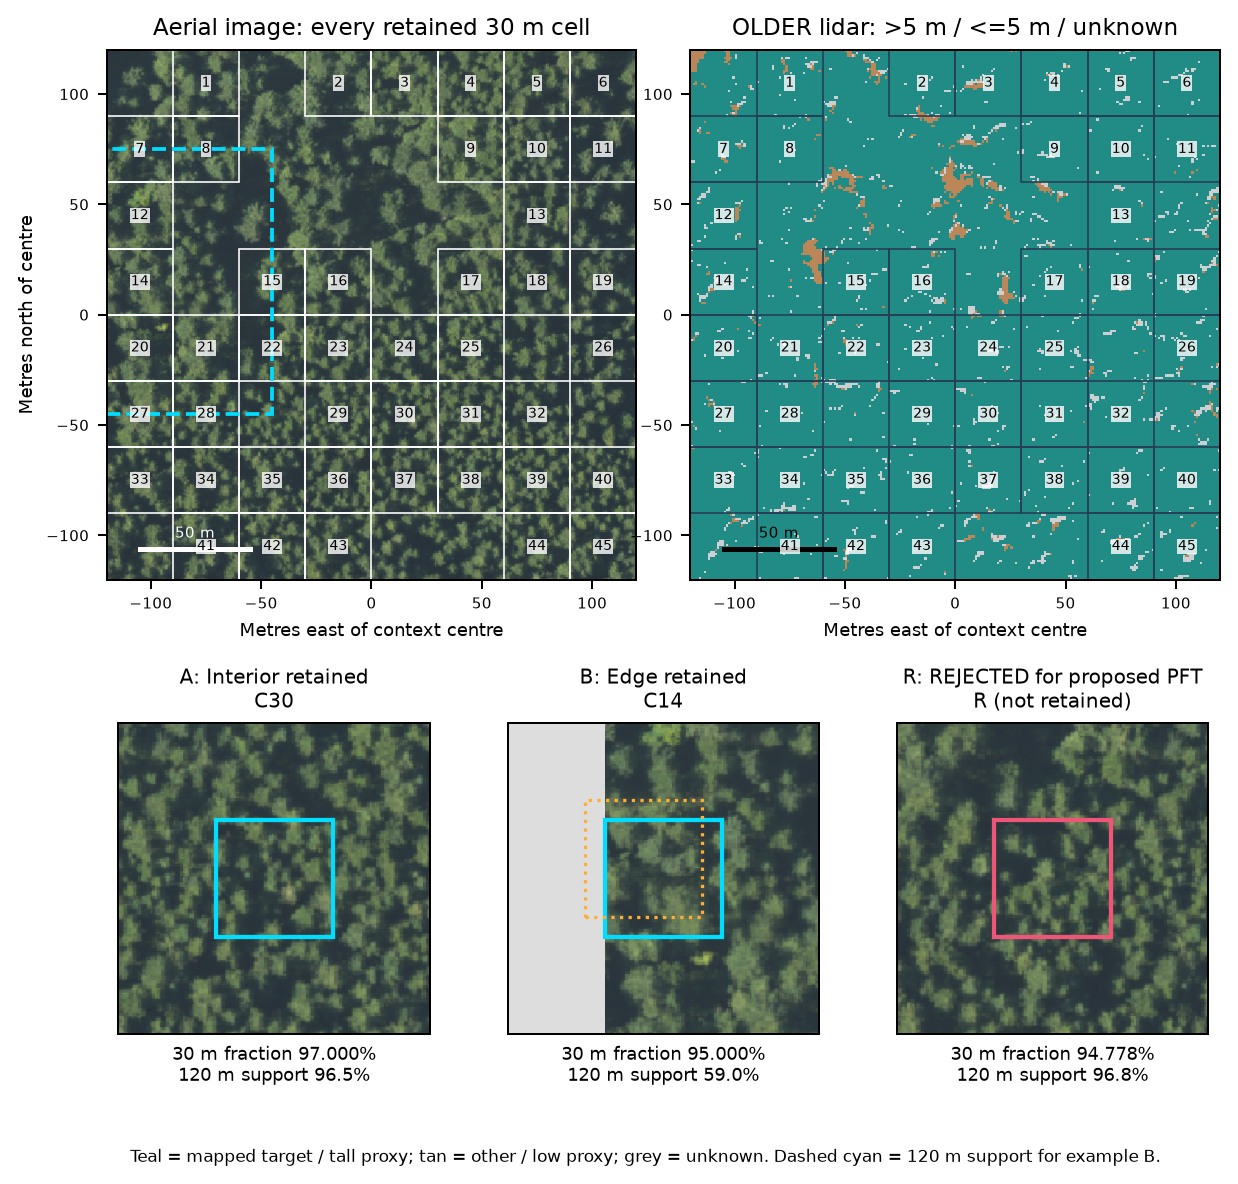 Aerial image: every retained 30 m cell
OLDER lidar: >5 m / <=5 m / unknown
Metres north of centre
100
50
0
−50
−100
1 2 3 4 5 6
7 8 9 10 11
12 13
14 15 16 17 18 19
20 21 22 23 24 25 26
27 28 29 30 31 32
33 34 35 36 37 38 39 40
50 m
41 42 43 44 45
−100 −50 0 50 100
Metres east of context centre
100
50
0
−50
−100
1 2 3 4 5 6
7 8 9 10 11
12 13
14 15 16 17 18 19
20 21 22 23 24 25 26
27 28 29 30 31 32
33 34 35 36 37 38 39 40
50 m
41 42 43 44 45
−100 −50 0 50 100
Metres east of context centre
A: Interior retained
C30
30 m fraction 97.000%
120 m support 96.5%
B: Edge retained
C14
30 m fraction 95.000%
120 m support 59.0%
R: REJECTED for proposed PFT
R (not retained)
30 m fraction 94.778%
120 m support 96.8%
Teal = mapped target / tall proxy; tan = other / low proxy; grey = unknown. Dashed cyan = 120 m support for example B.